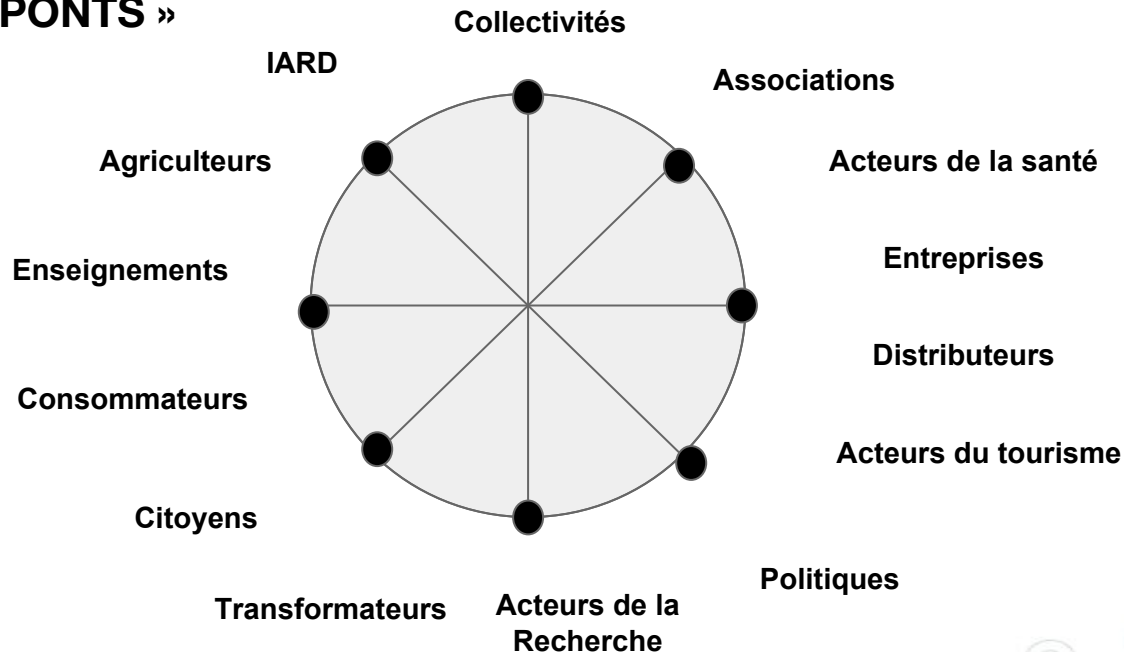 PONTS »
Collectivités
IARD
Associations
Agriculteurs
Acteurs de la santé
Enseignements
Entreprises
Distributeurs
Consommateurs
Acteurs du tourisme
Citoyens
Politiques
Transformateurs
Acteurs de la
Recherche